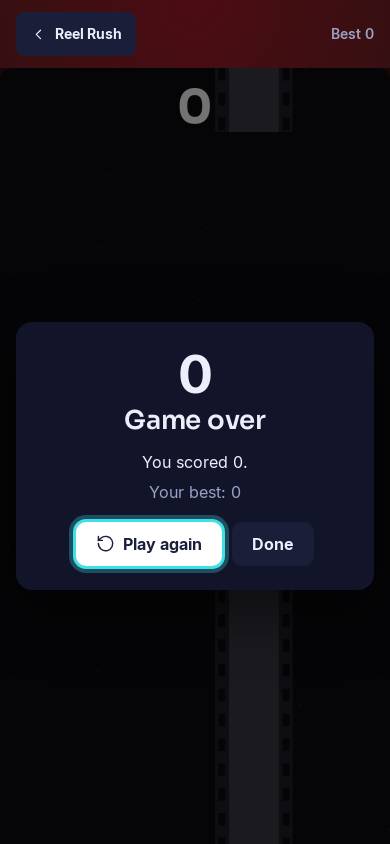 Reel Rush
Best 0
0
0
Game over
You scored 0.
Your best: 0
Play again
Done